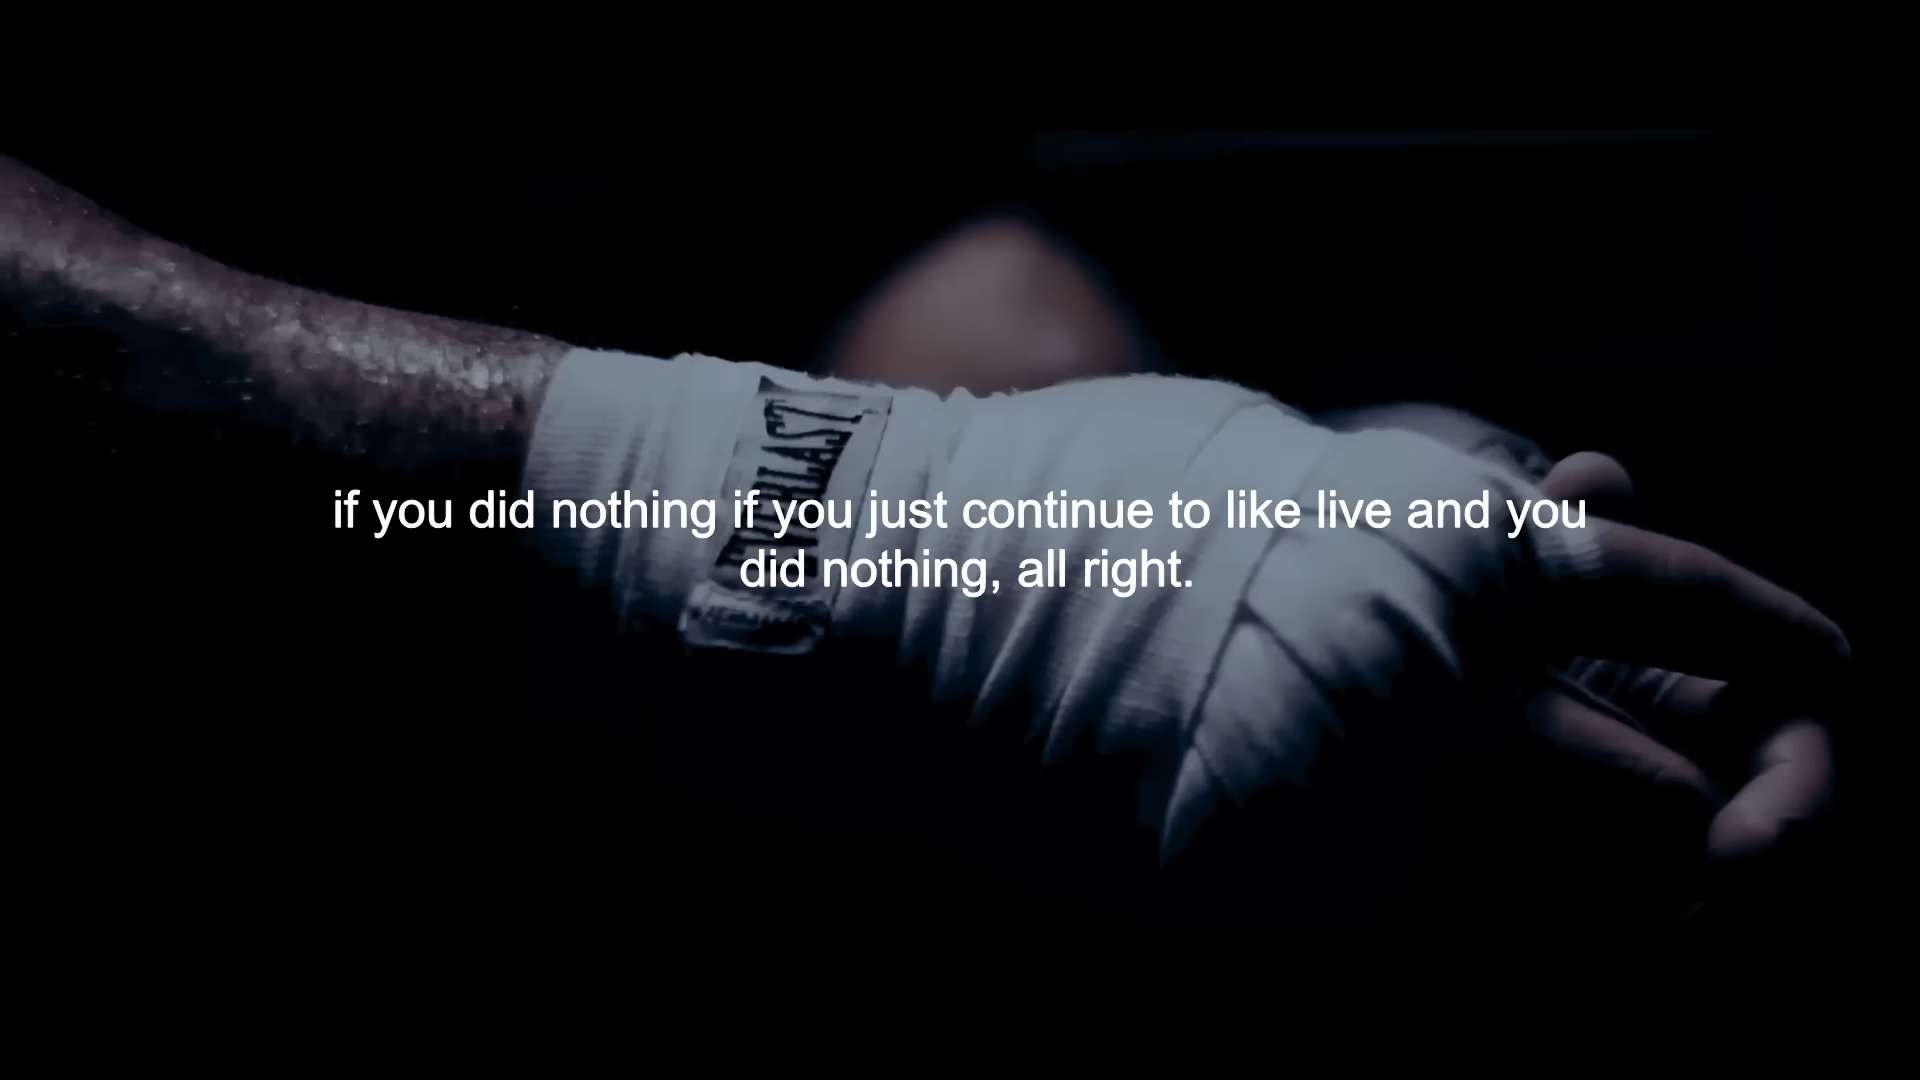 if you did nothing if you just continue to like live and you
did nothing, all right.